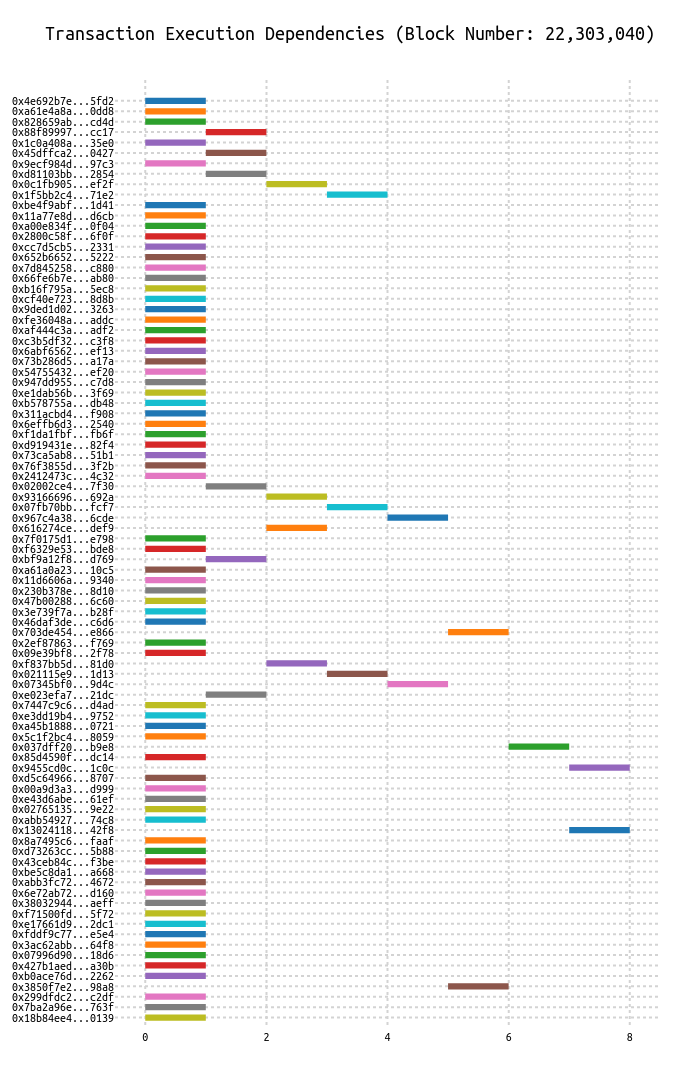 Transaction Execution Dependencies (Block Number: 22,303,040)
0x4e692b7e...5fd2
0xa61e4a8a...0dd8
0x828659ab...cd4d
0x88f89997...cc17
0x1c0a408a...35e0
0x45dffca2...0427
0x9ecf984d...97c3
0xd81103bb...2854
0x0c1fb905...ef2f
0x1f5bb2c4...71e2
0xbe4f9abf...1d41
0x11a77e8d...d6cb
0xa00e834f...0f04
0x2800c58f...6f0f
0xcc7d5cb5...2331
0x652b6652...5222
0x7d845258...c880
0x66fe6b7e...ab80
0xb16f795a...5ec8
0xcf40e723...8d8b
0x9ded1d02...3263
0xfe36048a...addc
0xaf444c3a...adf2
0xc3b5df32...c3f8
0x6abf6562...ef13
0x73b286d5...a17a
0x54755432...ef20
0x947dd955...c7d8
0xe1dab56b...3f69
0xb578755a...db48
0x311acbd4...f908
0x6effb6d3...2540
0xf1da1fbf...fb6f
0xd919431e...82f4
0x73ca5ab8...51b1
0x76f3855d...3f2b
0x2412473c...4c32
0x02002ce4...7f30
0x93166696...692a
0x07fb70bb...fcf7
0x967c4a38...6cde
0x616274ce...def9
0x7f0175d1...e798
0xf6329e53...bde8
0xbf9a12f8...d769
0xa61a0a23...10c5
0x11d6606a...9340
0x230b378e...8d10
0x47b00288...6c60
0x3e739f7a...b28f
0x46daf3de...c6d6
0x703de454...e866
0x2ef87863...f769
0x09e39bf8...2f78
0xf837bb5d...81d0
0x021115e9...1d13
0x07345bf0...9d4c
0xe023efa7...21dc
0x7447c9c6...d4ad
0xe3dd19b4...9752
0xa45b1888...0721
0x5c1f2bc4...8059
0x037dff20...b9e8
0x85d4590f...dc14
0x9455cd0c...1c0c
0xd5c64966...8707
0x00a9d3a3...d999
0xe43d6abe...61ef
0x02765135...9e22
0xabb54927...74c8
0x13024118...42f8
0x8a7495c6...faaf
0xd73263cc...5b88
0x43ceb84c...f3be
0xbe5c8da1...a668
0xabb3fc72...4672
0x6e72ab72...d160
0x38032944...aeff
0xf71500fd...5f72
0xe17661d9...2dc1
0xfddf9c77...e5e4
0x3ac62abb...64f8
0x07996d90...18d6
0x427b1aed...a30b
0xb0ace76d...2262
0x3850f7e2...98a8
0x299dfdc2...c2df
0x7ba2a96e...763f
0x18b84ee4...0139
0 2 4 6 8